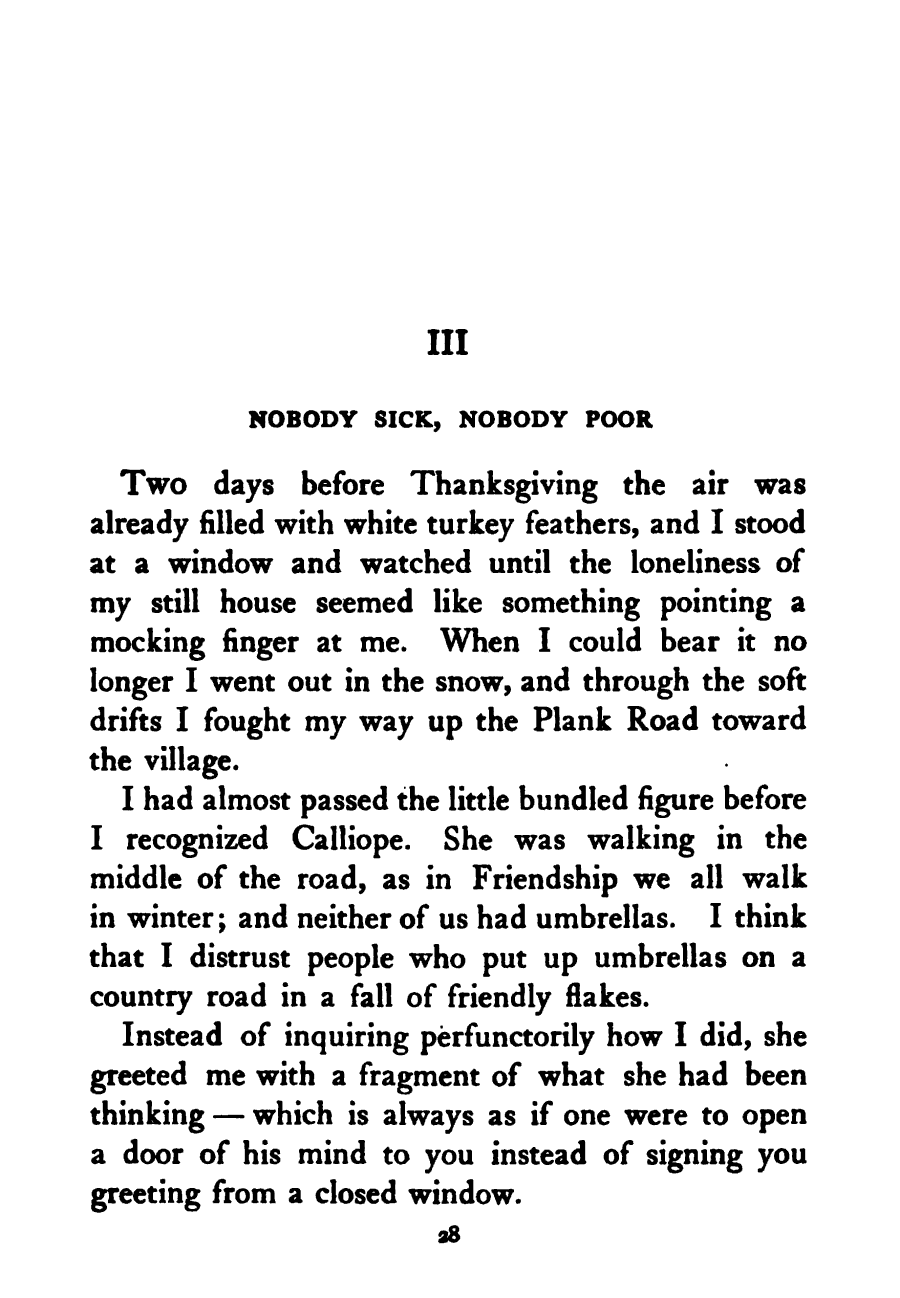 III
NOBODY SICK, NOBODY POOR
Two days before Thanksgiving the air was
already filled with white turkey feathers, and I stood
at a window and watched until the loneliness of
my still house seemed like something pointing a
mocking finger at me. When I could bear it no
longer I went out in the snow, and through the soft
drifts I fought my way up the Plank Road toward
the village.
I had almost passed the little bundled figure before
I recognized Calliope. She was walking in the
middle of the road, as in Friendship we all walk
in winter; and neither of us had umbrellas. I think
that I distrust people who put up umbrellas on a
country road in a fall of friendly flakes.
Instead of inquiring perfunctorily how I did, she
greeted me with a fragment of what she had been
thinking — which is always as if one were to open
a door of his mind to you instead of signing you
greeting from a closed window.
28